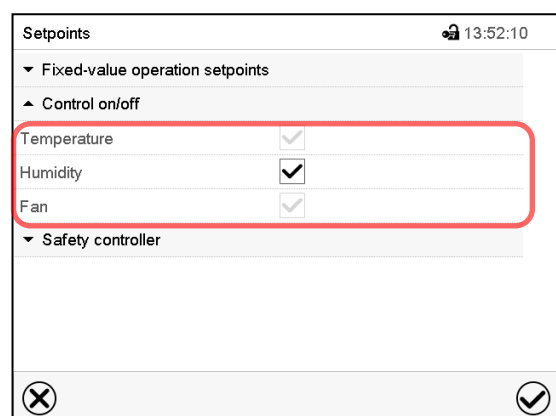 Setpoints 13:52:10
Fixed-value operation setpoints
Control on/off
Temperature
Humidity
Fan
Safety controller